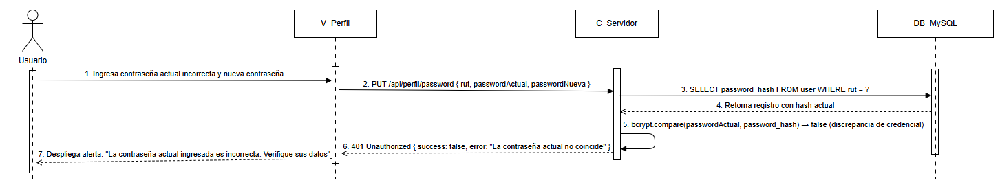 V_Perfil
C_Servidor
DB_MySQL
Usuario
1. Ingresa contraseña actual incorrecta y nueva contraseña
2. PUT /api/perfil/password { rut, passwordActual, passwordNueva }
3. SELECT password_hash FROM user WHERE rut = ?
4. Retorna registro con hash actual
5. bcrypt.compare(passwordActual, password_hash) → false (discrepancia de credencial)
6. 401 Unauthorized { success: false, error: "La contraseña actual no coincide" }
7. Despliega alerta: "La contraseña actual ingresada es incorrecta. Verifique sus datos"